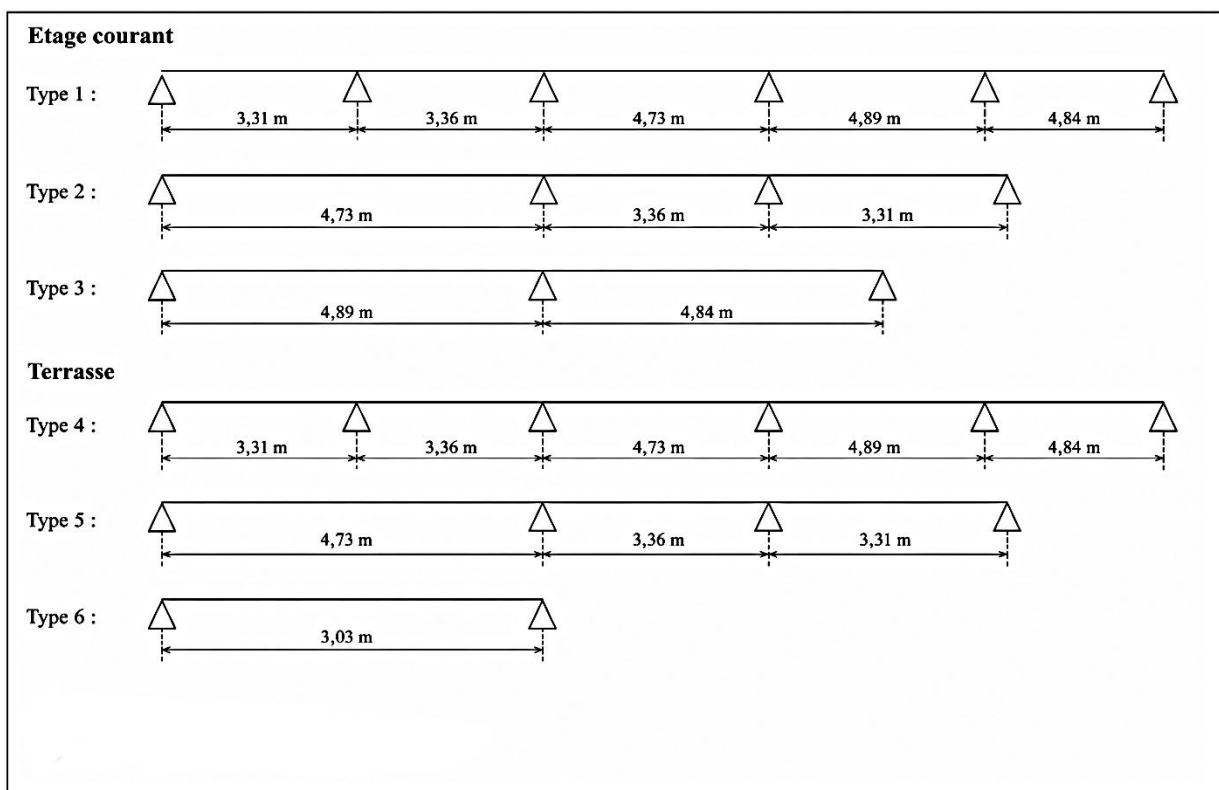 Etage courant
Type 1 :
3,31 m 3,36 m 4,73 m 4,89 m 4,84 m
Type 2 :
4,73 m 3,36 m 3,31 m
Type 3 :
4,89 m 4,84 m
Terrasse
Type 4 :
3,31 m 3,36 m 4,73 m 4,89 m 4,84 m
Type 5 :
4,73 m 3,36 m 3,31 m
Type 6 :
3,03 m